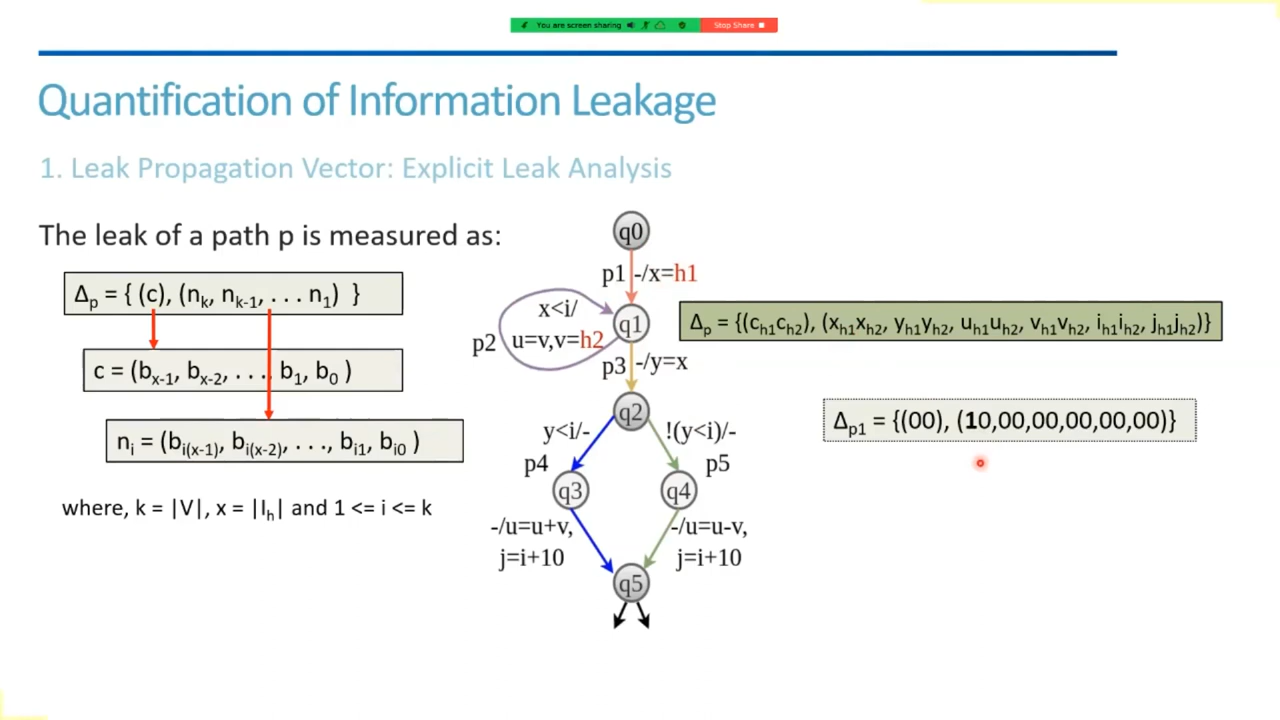 You are screen sharing Stop Share
Quantification of Information Leakage
1. Leak Propagation Vector: Explicit Leak Analysis
The leak of a path p is measured as:
Δp = { (c), (nk, nk-1, . . . n1) }
c = (bx-1, bx-2, . . . b1, b0 )
ni = (bi(x-1), bi(x-2), . . ., bi1, bi0 )
where, k = |V|, x = |Ih| and 1 <= i <= k
q0
p1 -/x=h1
x<i/
u=v,v=h2
p2
q1
p3 -/y=x
q2
y<i/-
p4
!(y<i)/-
p5
q3
q4
-/u=u+v,
j=i+10
-/u=u-v,
j=i+10
q5
Δp = {(ch1ch2), (xh1xh2, yh1yh2, uh1uh2, vh1vh2, ih1ih2, jh1jh2)}
Δp1 = {(00), (10,00,00,00,00,00)}